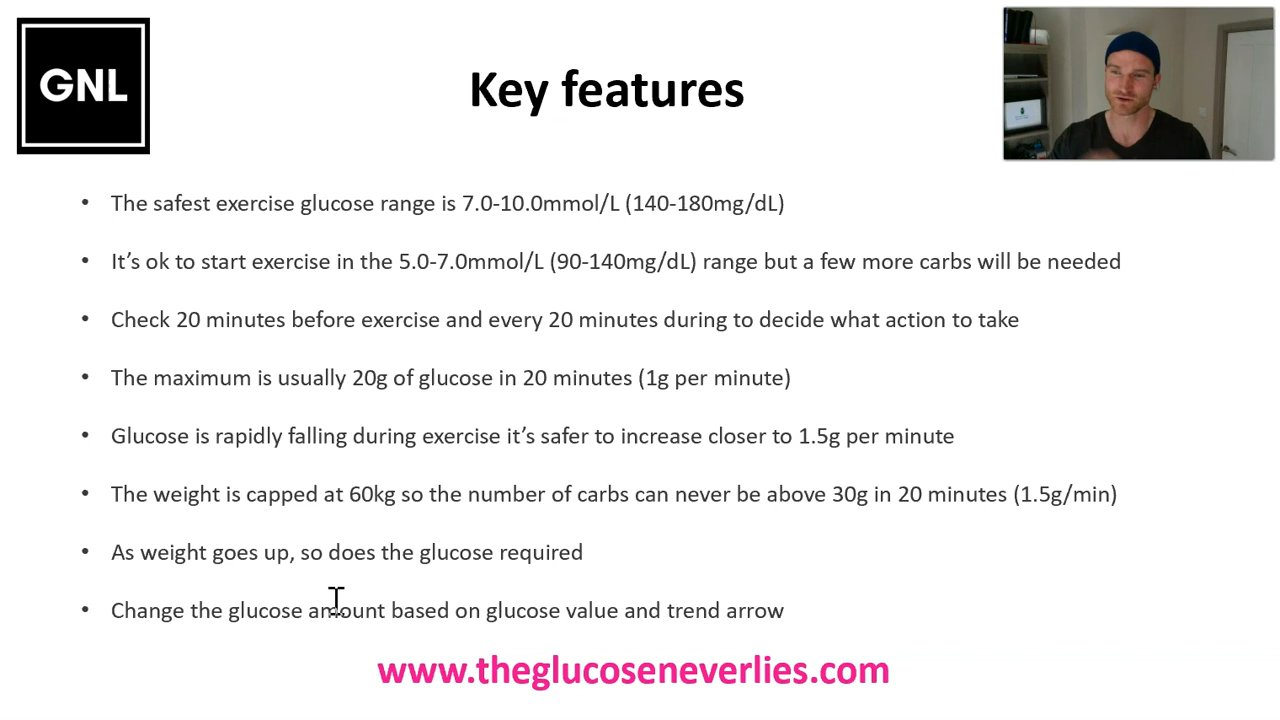 GNL
Key features
• The safest exercise glucose range is 7.0-10.0mmol/L (140-180mg/dL)
• It’s ok to start exercise in the 5.0-7.0mmol/L (90-140mg/dL) range but a few more carbs will be needed
• Check 20 minutes before exercise and every 20 minutes during to decide what action to take
• The maximum is usually 20g of glucose in 20 minutes (1g per minute)
• Glucose is rapidly falling during exercise it’s safer to increase closer to 1.5g per minute
• The weight is capped at 60kg so the number of carbs can never be above 30g in 20 minutes (1.5g/min)
• As weight goes up, so does the glucose required
• Change the glucose amount based on glucose value and trend arrow
www.theglucoseneverlies.com